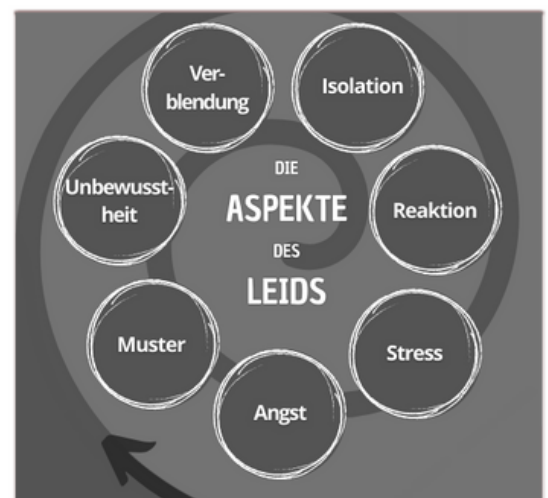 Ver-
blendung
Isolation
Unbewusst-
heit
DIE
ASPEKTE
DES
LEIDS
Reaktion
Muster
Stress
Angst